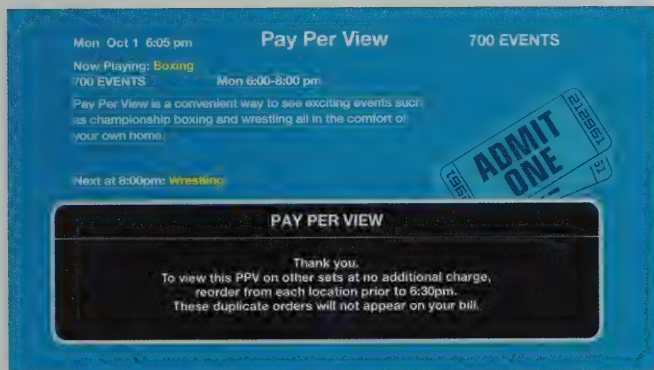 Mon Oct 1 6:05 pm Pay Per View 700 EVENTS
Now Playing: Boxing
700 EVENTS Mon 6:00-8:00 pm
Pay Per View is a convenient way to see exciting events such
as championship boxing and wrestling all in the comfort of
your own home.
ADMIT
ONE
Next at 8:00pm: Wrestling
PAY PER VIEW
Thank you.
To view this PPV on other sets at no additional charge,
reorder from each location prior to 6:30pm.
These duplicate orders will not appear on your bill.